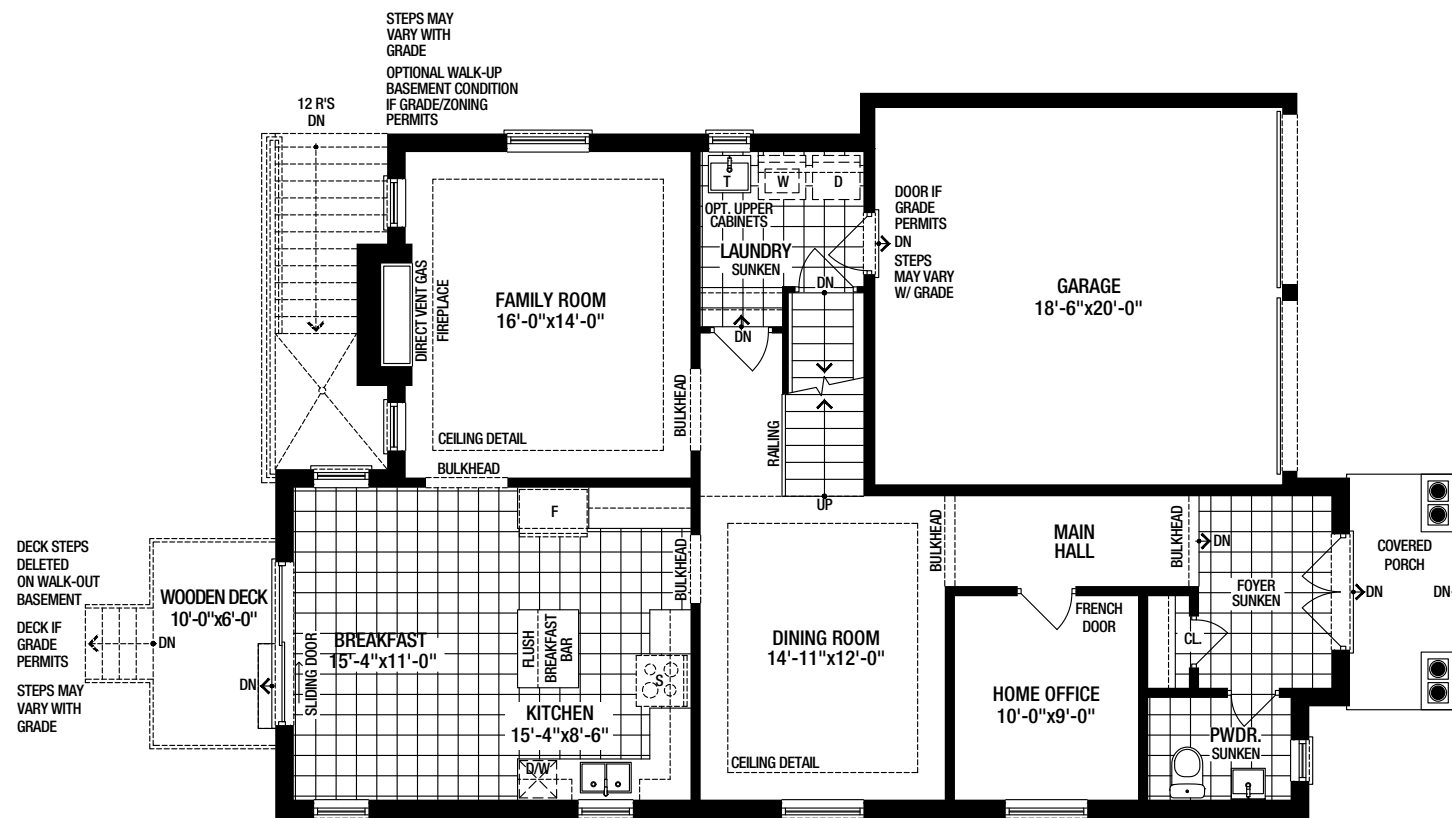 STEPS MAY
VARY WITH
GRADE
OPTIONAL WALK-UP
BASEMENT CONDITION
IF GRADE/ZONING
PERMITS
12 R'S
DN
DIRECT VENT GAS
FIREPLACE
FAMILY ROOM
16'-0"x14'-0"
CEILING DETAIL
BULKHEAD
BULKHEAD
T
W
D
OPT. UPPER
CABINETS
LAUNDRY
SUNKEN
DN
DN
RAILING
UP
DOOR IF
GRADE
PERMITS
DN
STEPS
MAY VARY
W/ GRADE
GARAGE
18'-6"x20'-0"
DECK STEPS
DELETED
ON WALK-OUT
BASEMENT
DECK IF
GRADE
PERMITS
STEPS MAY
VARY WITH
GRADE
WOODEN DECK
10'-0"x6'-0"
DN
DN
SLIDING DOOR
BREAKFAST
15'-4"x11'-0"
F
FLUSH
BREAKFAST
BAR
S
KITCHEN
15'-4"x8'-6"
D/W
BULKHEAD
DINING ROOM
14'-11"x12'-0"
CEILING DETAIL
BULKHEAD
MAIN
HALL
BULKHEAD
DN
FRENCH
DOOR
HOME OFFICE
10'-0"x9'-0"
CL.
FOYER
SUNKEN
PWDR.
SUNKEN
COVERED
PORCH
DN
DN